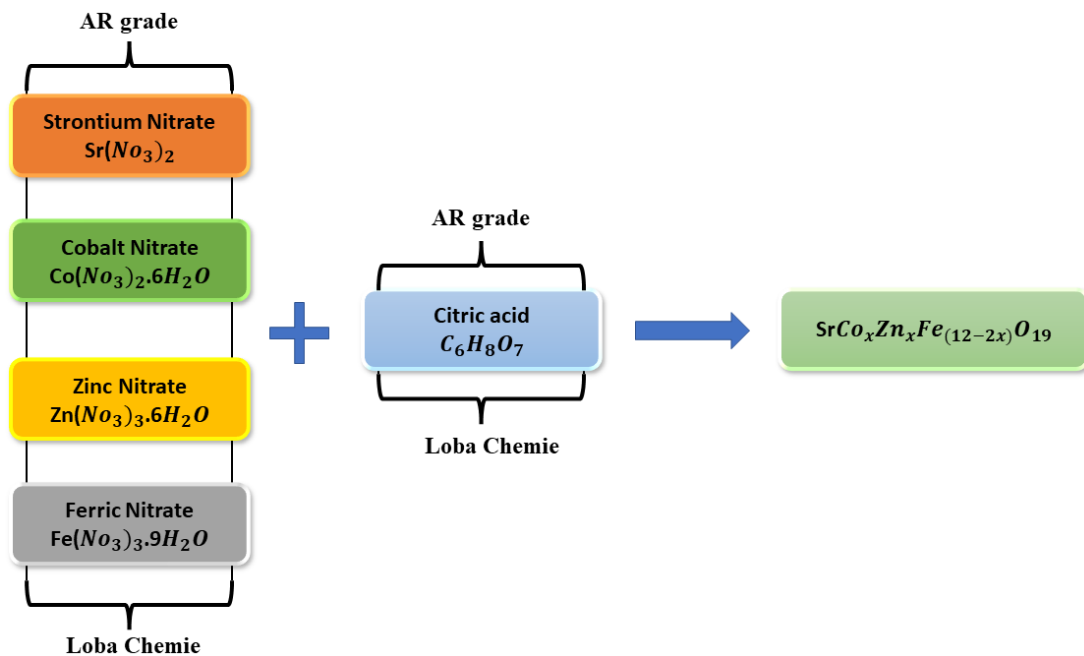 AR grade
Strontium Nitrate
Sr(No₃)₂
Cobalt Nitrate
Co(No₃)₂.6H₂O
Zinc Nitrate
Zn(No₃)₃.6H₂O
Ferric Nitrate
Fe(No₃)₃.9H₂O
Loba Chemie
AR grade
Citric acid
C₆H₈O₇
Loba Chemie
SrCoₓZnₓFe₍₁₂₋₂ₓ₎O₁₉